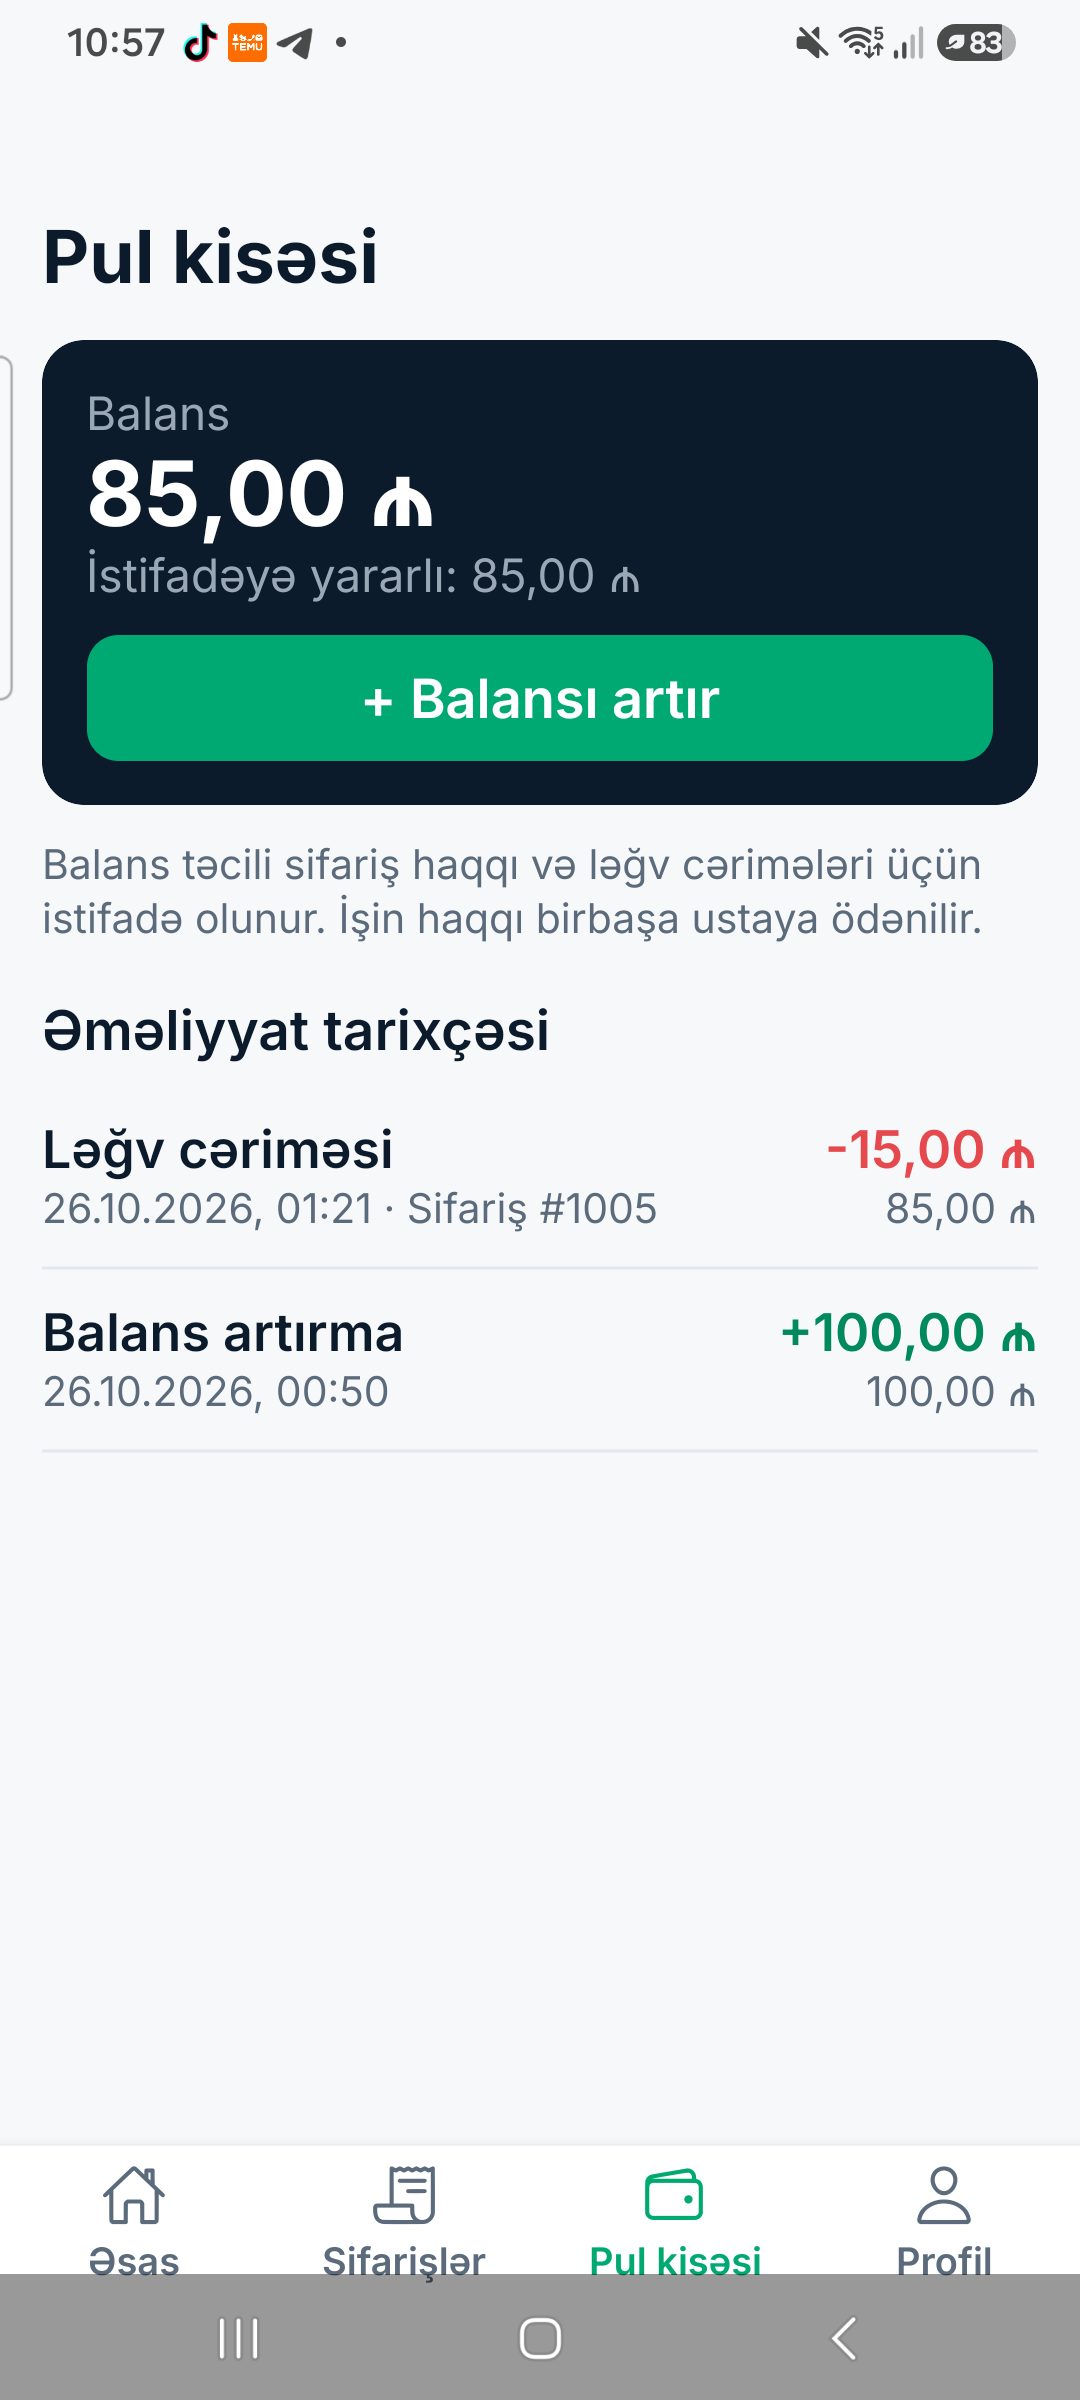 10:57
TEMU
5
83
Pul kisəsi
Balans
85,00 ₼
İstifadəyə yararlı: 85,00 ₼
+ Balansı artır
Balans təcili sifariş haqqı və ləğv cərimələri üçün
istifadə olunur. İşin haqqı birbaşa ustaya ödənilir.
Əməliyyat tarixçəsi
Ləğv cəriməsi -15,00 ₼
26.10.2026, 01:21 · Sifariş #1005 85,00 ₼
Balans artırma +100,00 ₼
26.10.2026, 00:50 100,00 ₼
Əsas Sifarişlər Pul kisəsi Profil